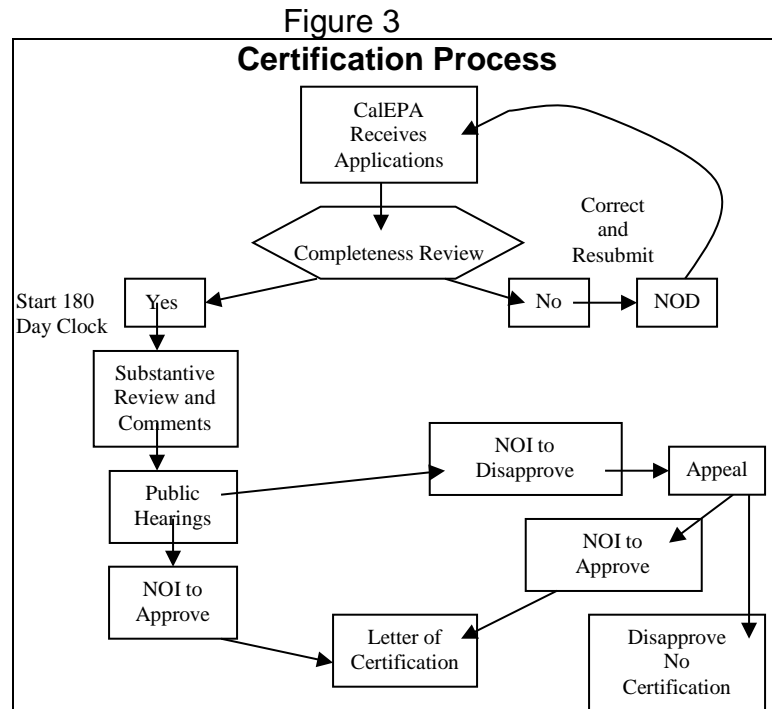 Figure 3
Certification Process
CalEPA
Receives
Applications
Correct
and
Resubmit
Completeness Review
Start 180
Day Clock
Yes
No
NOD
Substantive
Review and
Comments
NOI to
Disapprove
Appeal
Public
Hearings
NOI to
Approve
NOI to
Approve
Letter of
Certification
Disapprove
No
Certification